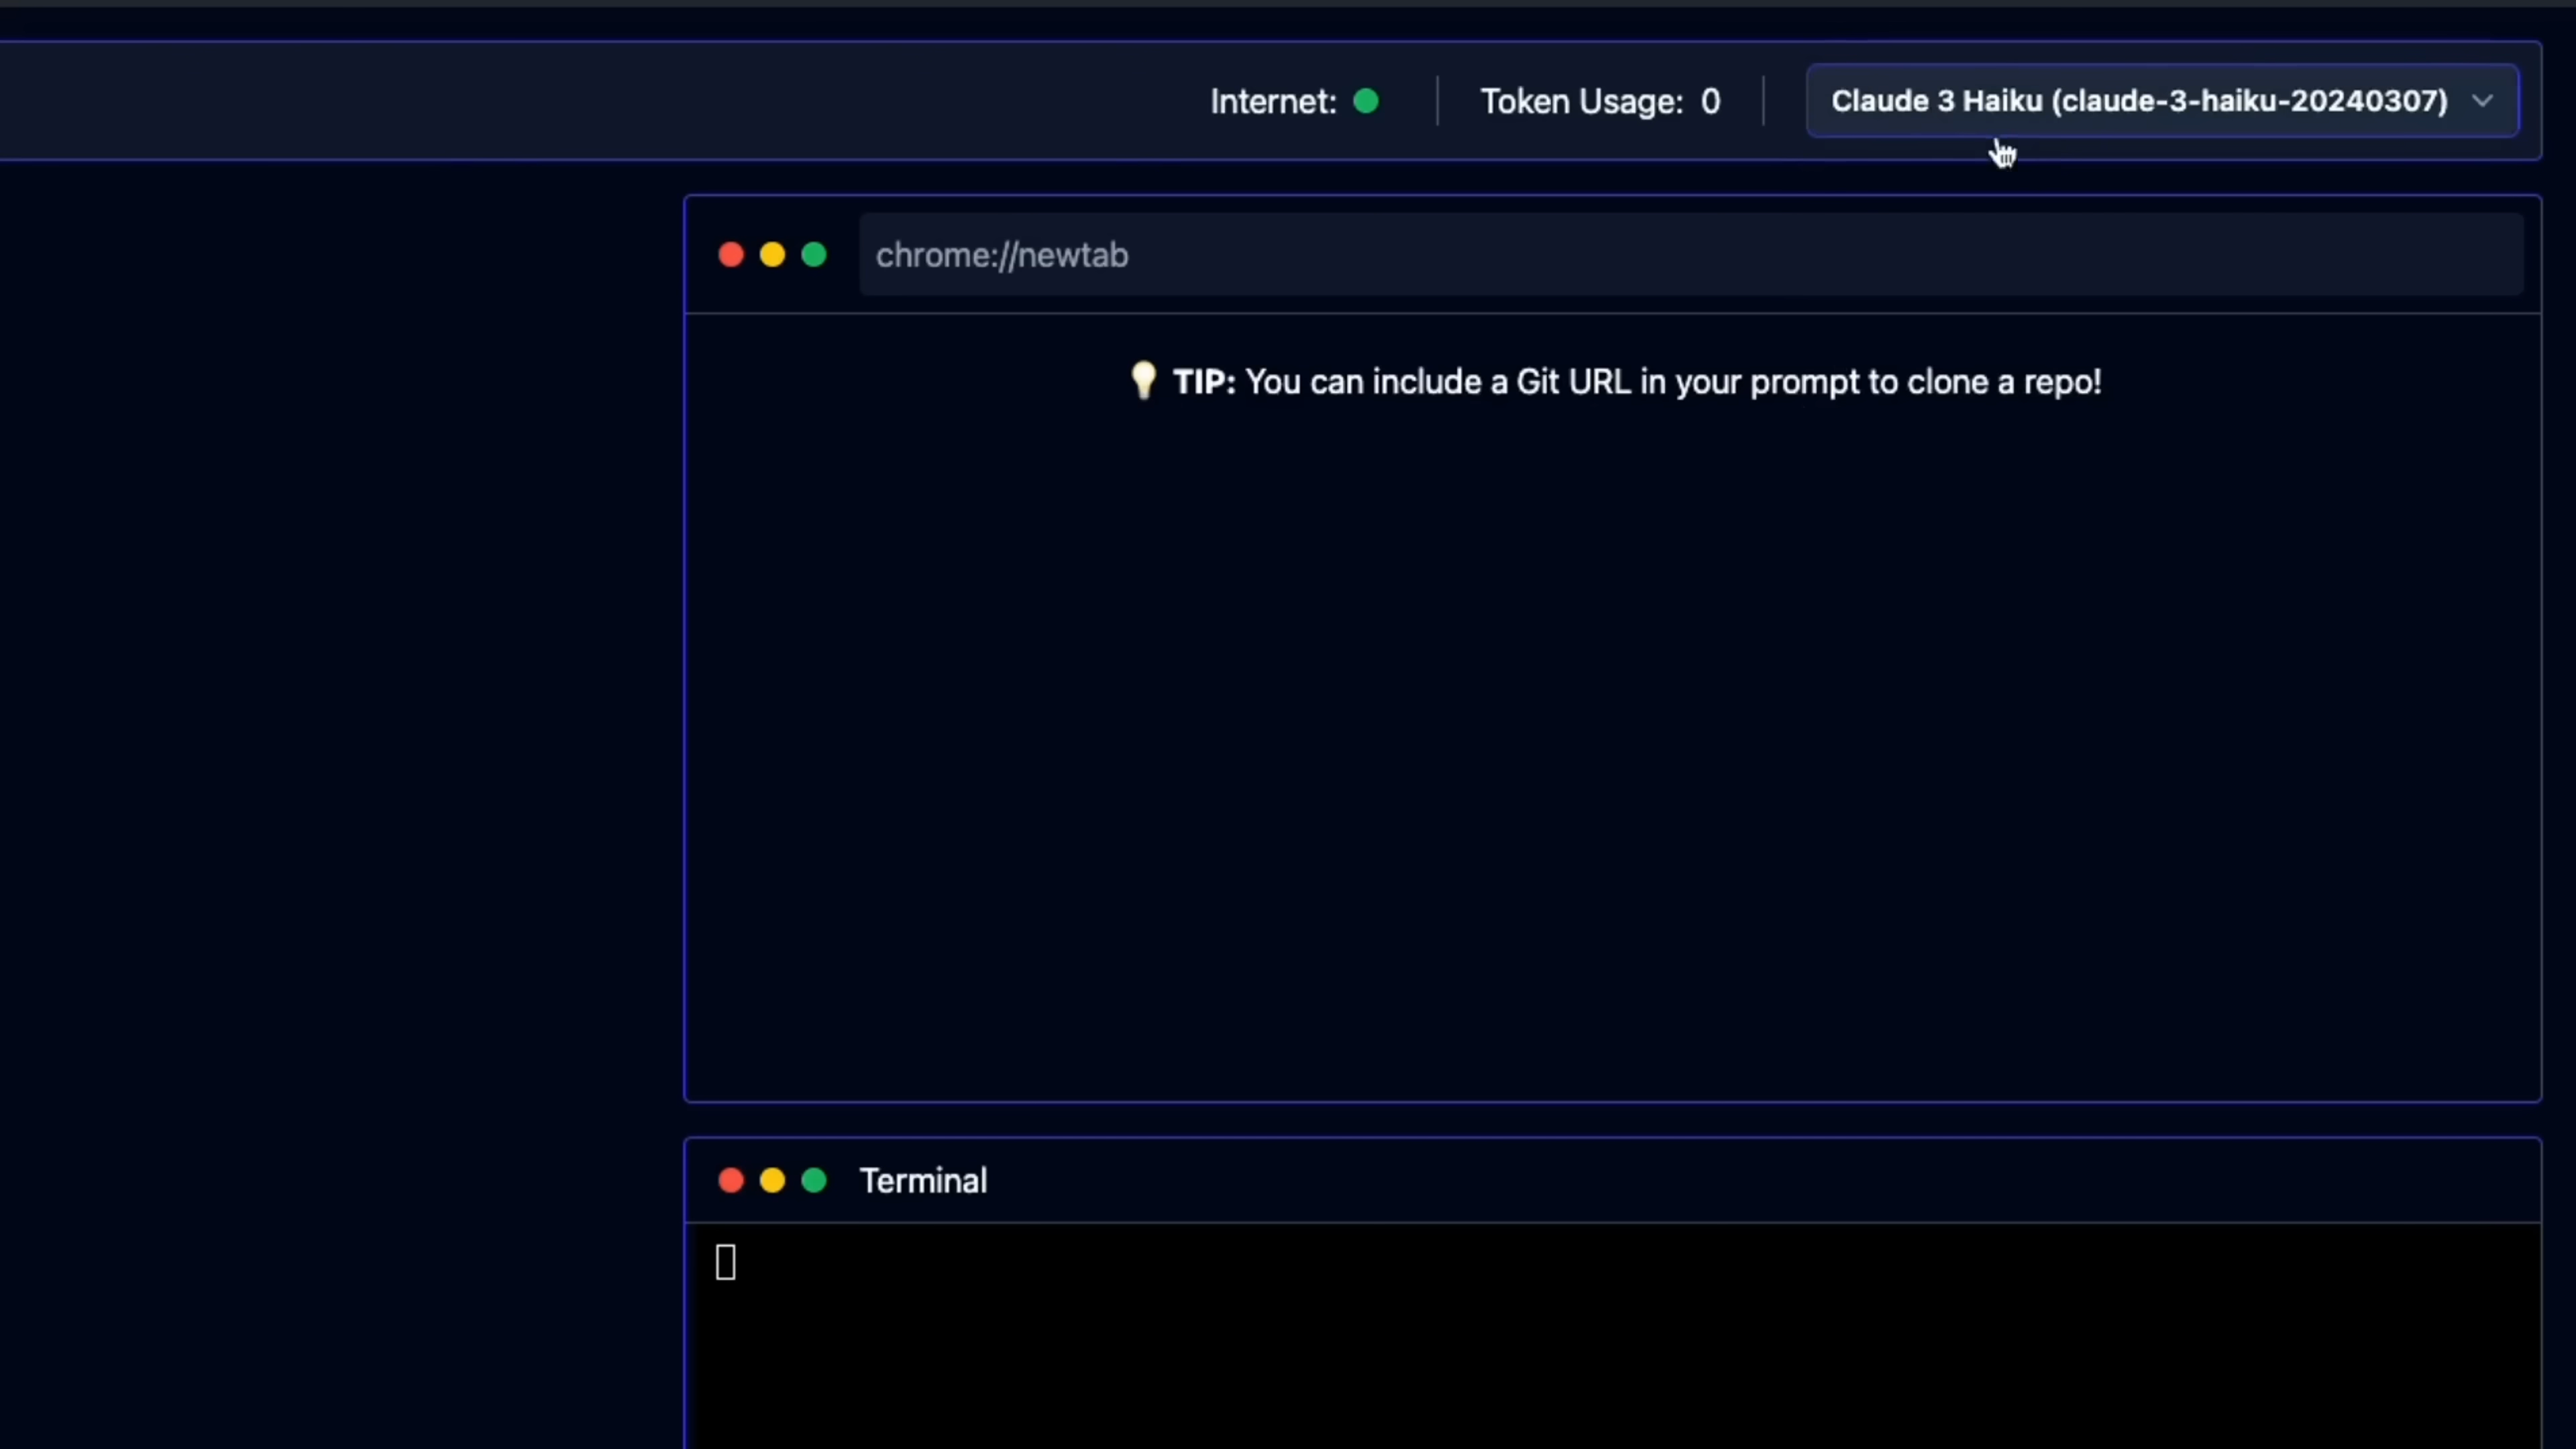 Internet: Token Usage: 0 Claude 3 Haiku (claude-3-haiku-20240307)
chrome://newtab
TIP: You can include a Git URL in your prompt to clone a repo!
Terminal